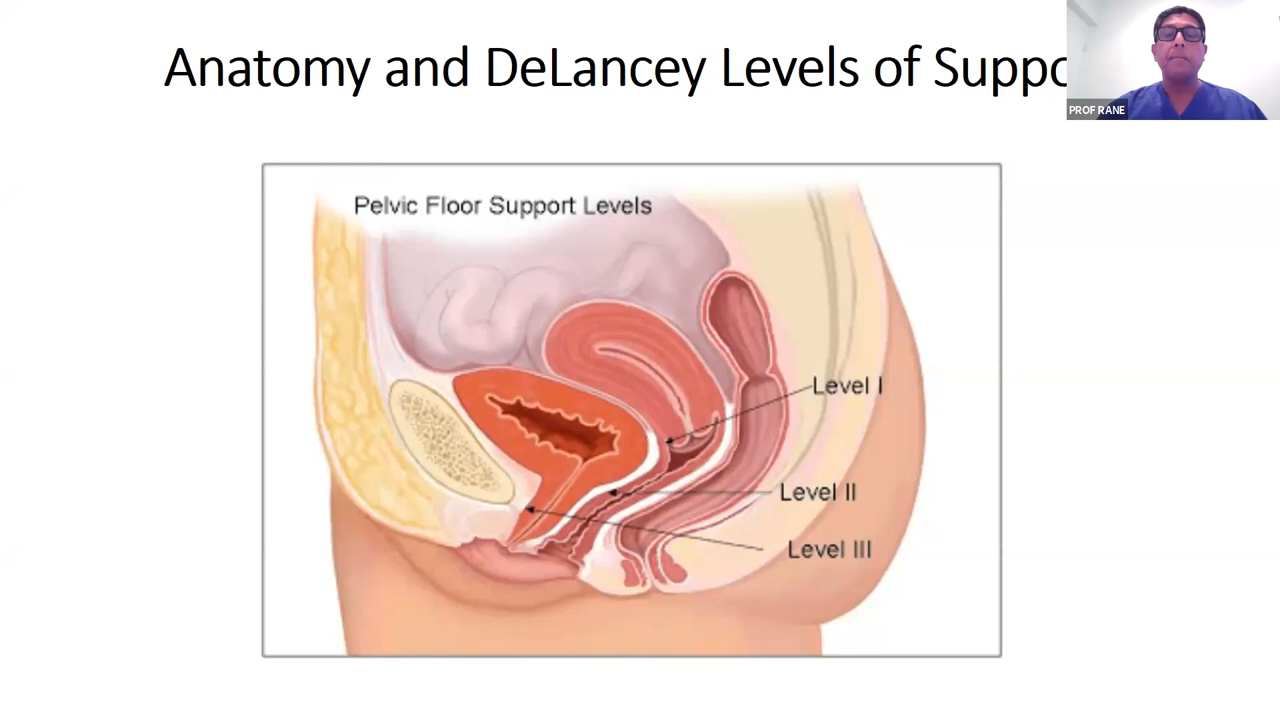 Anatomy and DeLancey Levels of Suppo
PROF RANE
Pelvic Floor Support Levels
Level I
Level II
Level III